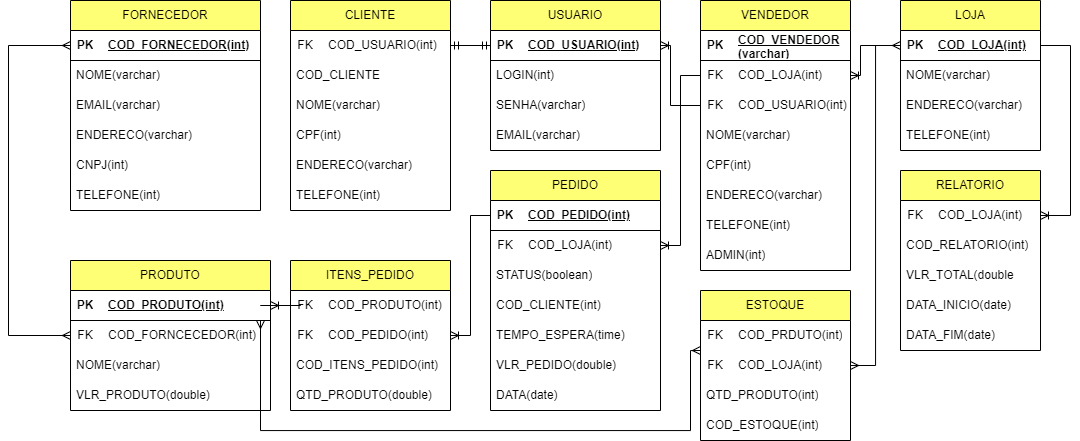 FORNECEDOR
PK COD_FORNECEDOR(int)
NOME(varchar)
EMAIL(varchar)
ENDERECO(varchar)
CNPJ(int)
TELEFONE(int)
CLIENTE
FK COD_USUARIO(int)
COD_CLIENTE
NOME(varchar)
CPF(int)
ENDERECO(varchar)
TELEFONE(int)
USUARIO
PK COD_USUARIO(int)
LOGIN(int)
SENHA(varchar)
EMAIL(varchar)
VENDEDOR
PK COD_VENDEDOR
(varchar)
FK COD_LOJA(int)
FK COD_USUARIO(int)
NOME(varchar)
CPF(int)
ENDERECO(varchar)
TELEFONE(int)
ADMIN(int)
LOJA
PK COD_LOJA(int)
NOME(varchar)
ENDERECO(varchar)
TELEFONE(int)
PRODUTO
PK COD_PRODUTO(int)
FK COD_FORNCECEDOR(int)
NOME(varchar)
VLR_PRODUTO(double)
ITENS_PEDIDO
FK COD_PRODUTO(int)
FK COD_PEDIDO(int)
COD_ITENS_PEDIDO(int)
QTD_PRODUTO(double)
PEDIDO
PK COD_PEDIDO(int)
FK COD_LOJA(int)
STATUS(boolean)
COD_CLIENTE(int)
TEMPO_ESPERA(time)
VLR_PEDIDO(double)
DATA(date)
ESTOQUE
FK COD_PRDUTO(int)
FK COD_LOJA(int)
QTD_PRODUTO(int)
COD_ESTOQUE(int)
RELATORIO
FK COD_LOJA(int)
COD_RELATORIO(int)
VLR_TOTAL(double
DATA_INICIO(date)
DATA_FIM(date)